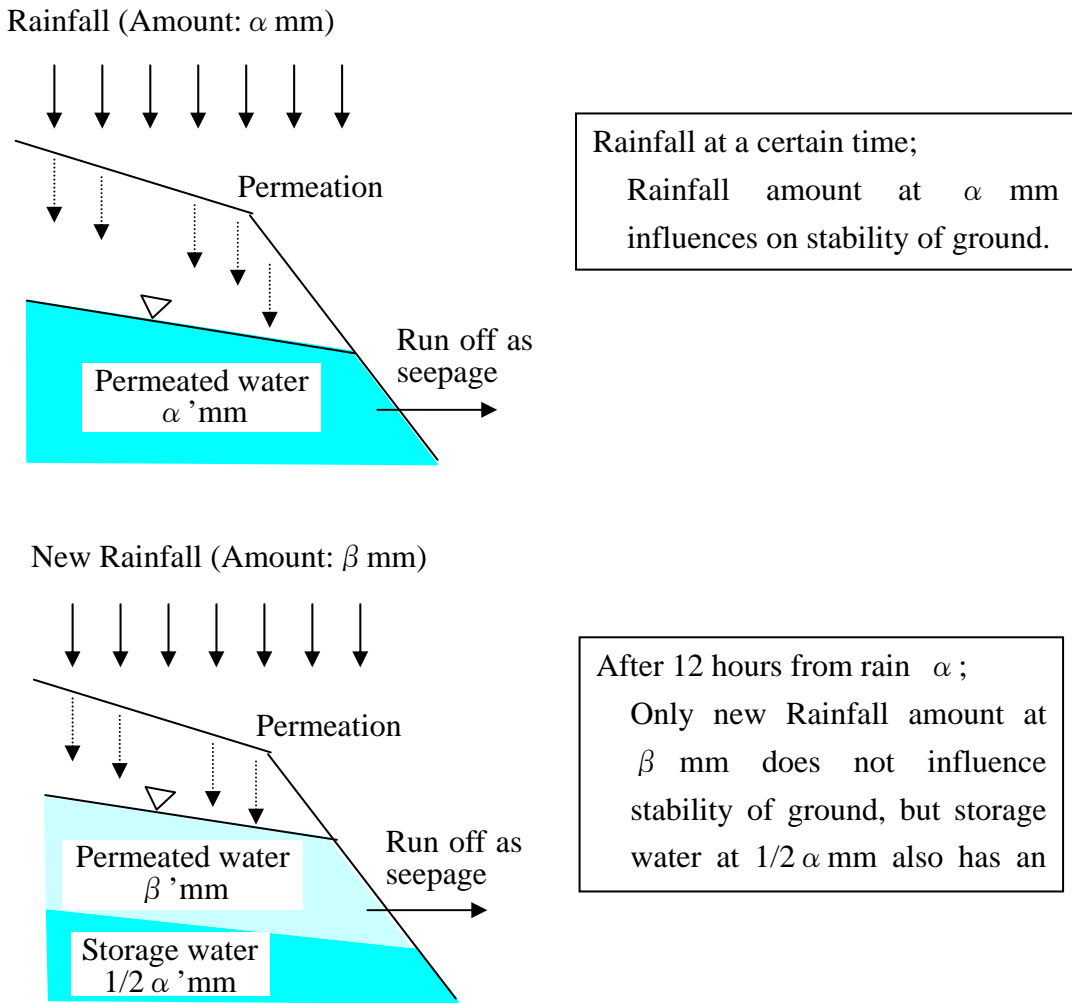 Rainfall (Amount: α mm)
Permeation
Run off as
seepage
Permeated water
α ’mm
Rainfall at a certain time;
Rainfall amount at α mm
influences on stability of ground.
New Rainfall (Amount: β mm)
Permeation
Run off as
seepage
Permeated water
β ’mm
Storage water
1/2 α ’mm
After 12 hours from rain α ;
Only new Rainfall amount at
β mm does not influence
stability of ground, but storage
water at 1/2 α mm also has an